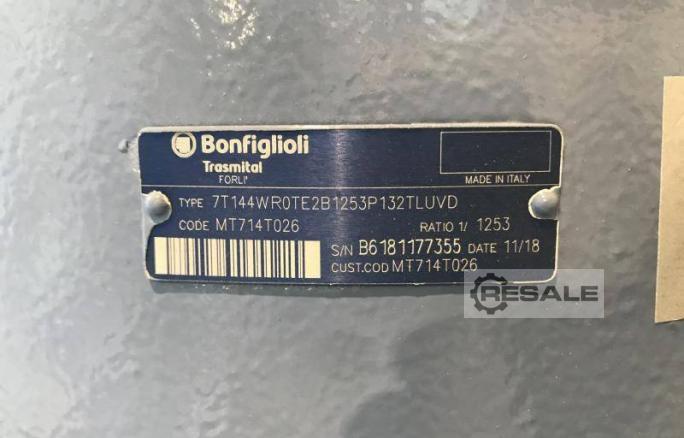 Bonfiglioli
Trasmital
FORLI'
MADE IN ITALY
TYPE 7T144WR0TE2B1253P132TLUVD
CODE MT714T026 RATIO 1/ 1253
S/N B6181177355 DATE 11/18
CUST.COD MT714T026
RESALE